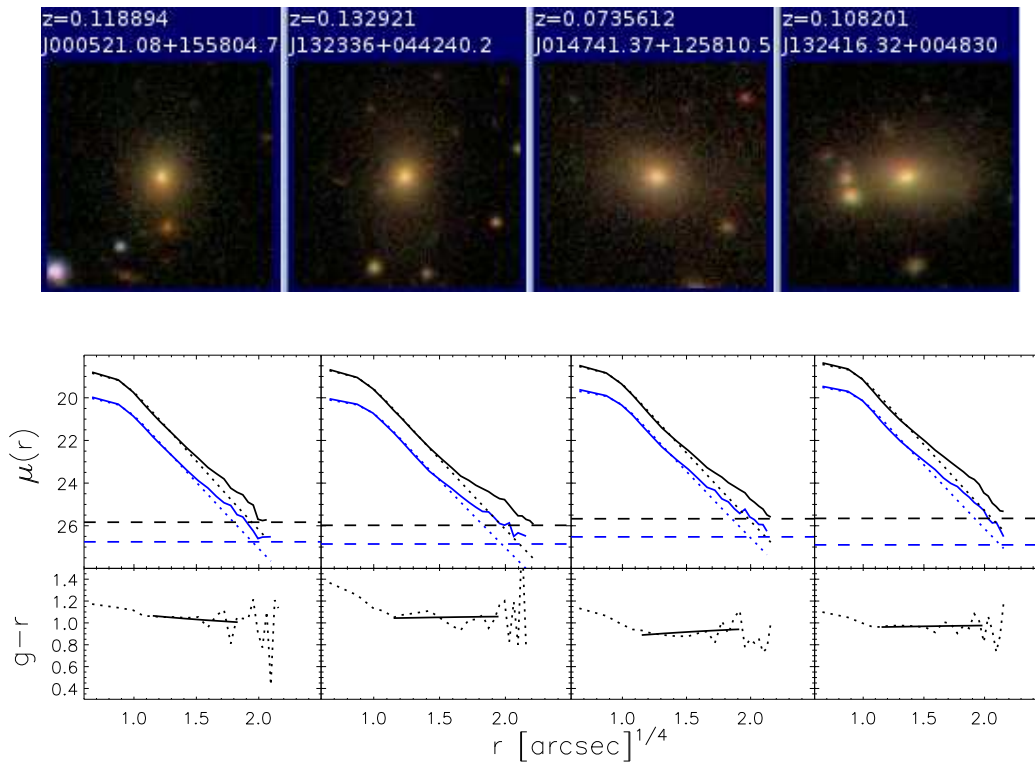 z=0.118894 z=0.132921 z=0.0735612 z=0.108201
J000521.08+155804.7 J132336+044240.2 J014741.37+125810.5 J132416.32+004830
20
22
24
26
μ(r)
1.4
1.2
1.0
0.8
0.6
0.4
g-r
1.0 1.5 2.0 1.0 1.5 2.0 1.0 1.5 2.0 1.0 1.5 2.0
r [arcsec]^1/4